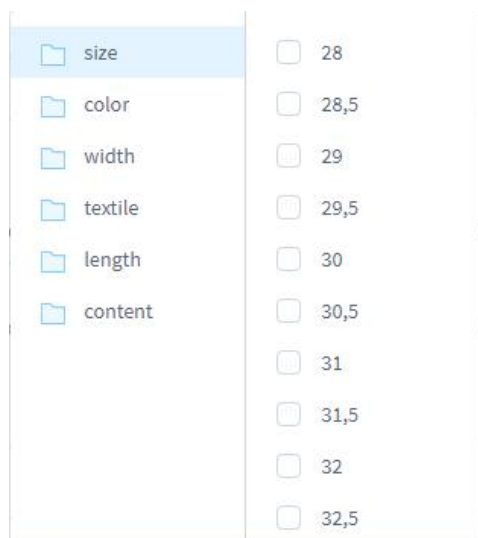 size
color
width
textile
length
content
28
28,5
29
29,5
30
30,5
31
31,5
32
32,5